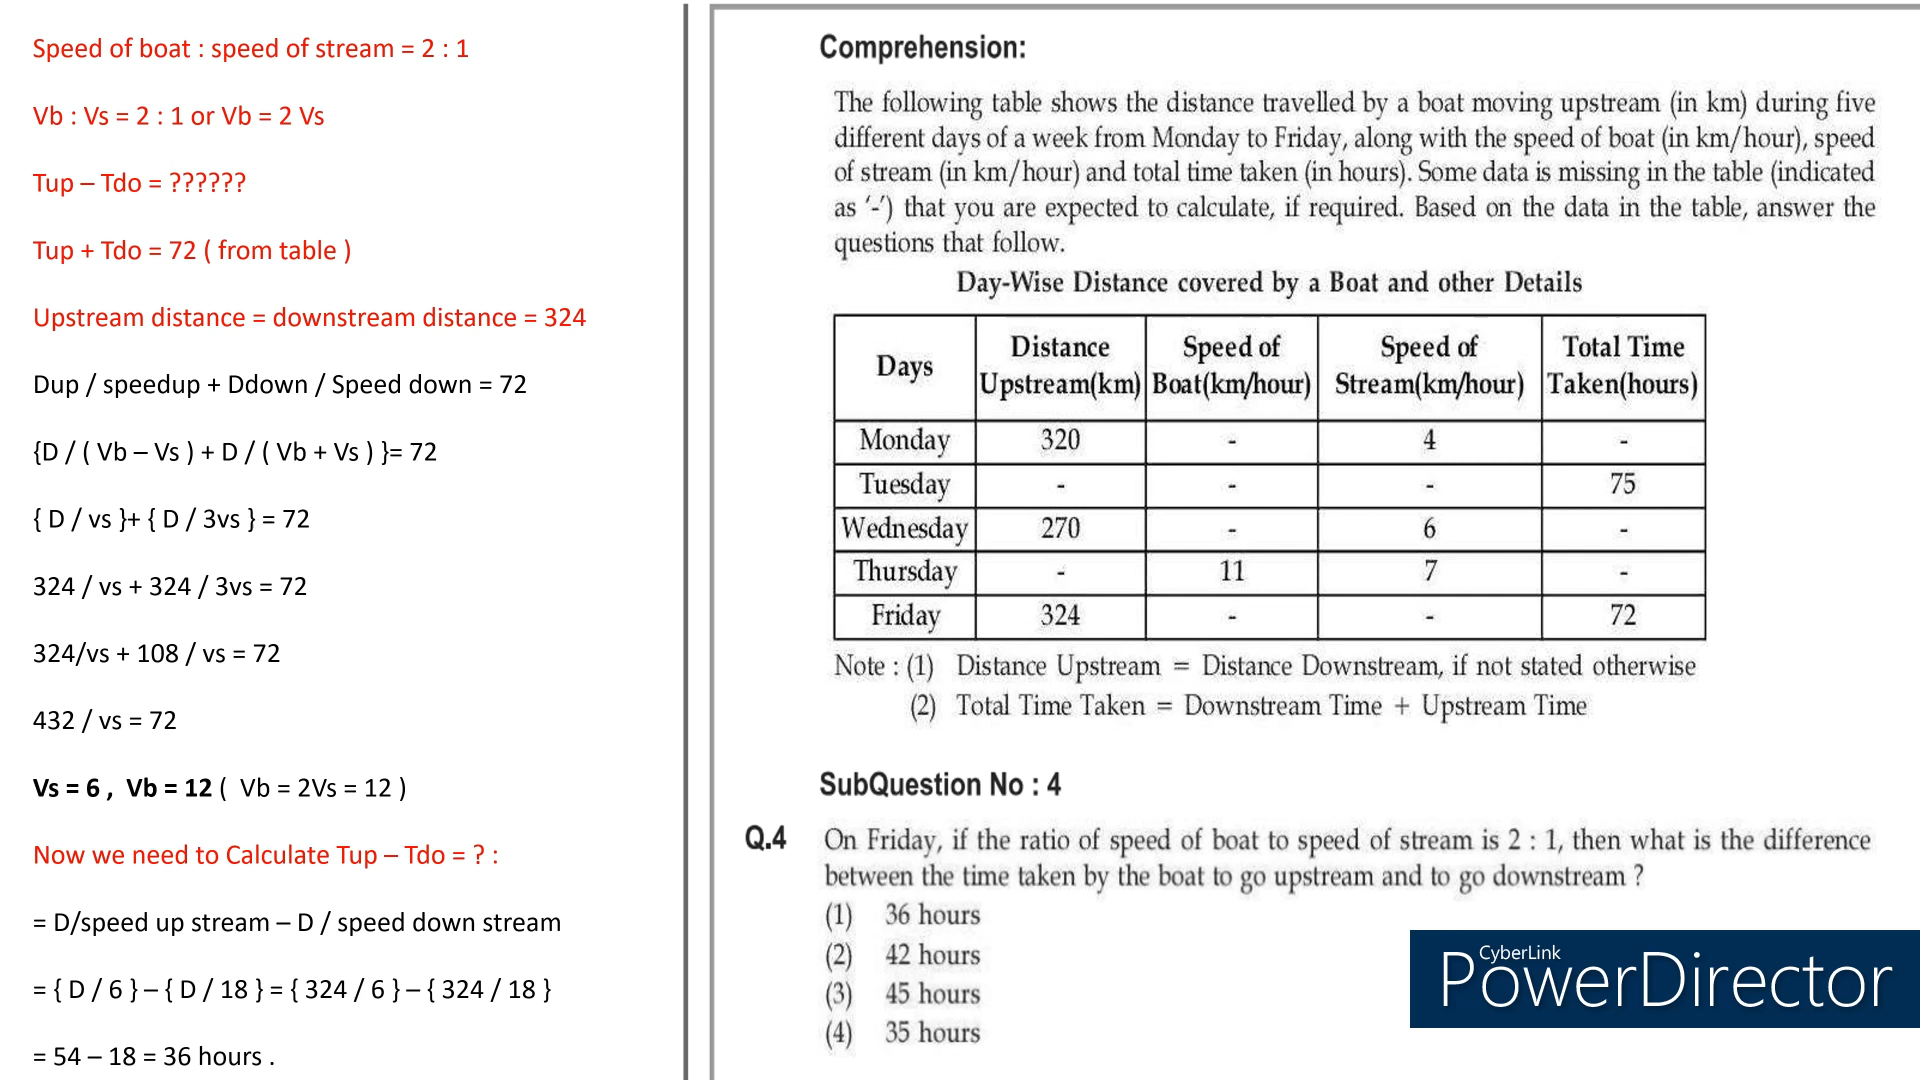 Speed of boat : speed of stream = 2 : 1
Vb : Vs = 2 : 1 or Vb = 2 Vs
Tup – Tdo = ??????
Tup + Tdo = 72 ( from table )
Upstream distance = downstream distance = 324
Dup / speedup + Ddown / Speed down = 72
{D / ( Vb – Vs ) + D / ( Vb + Vs ) }= 72
{ D / vs }+ { D / 3vs } = 72
324 / vs + 324 / 3vs = 72
324/vs + 108 / vs = 72
432 / vs = 72
Vs = 6 , Vb = 12 ( Vb = 2Vs = 12 )
Now we need to Calculate Tup – Tdo = ? :
= D/speed up stream – D / speed down stream
= { D / 6 } – { D / 18 } = { 324 / 6 } – { 324 / 18 }
= 54 – 18 = 36 hours .
Comprehension:
The following table shows the distance travelled by a boat moving upstream (in km) during five
different days of a week from Monday to Friday, along with the speed of boat (in km/hour), speed
of stream (in km/hour) and total time taken (in hours). Some data is missing in the table (indicated
as ‘-’) that you are expected to calculate, if required. Based on the data in the table, answer the
questions that follow.
Day-Wise Distance covered by a Boat and other Details
Days Distance Upstream(km) Speed of Boat(km/hour) Speed of Stream(km/hour) Total Time Taken(hours)
Monday 320 - 4 -
Tuesday - - - 75
Wednesday 270 - 6 -
Thursday - 11 7 -
Friday 324 - - 72
Note : (1) Distance Upstream = Distance Downstream, if not stated otherwise
(2) Total Time Taken = Downstream Time + Upstream Time
SubQuestion No : 4
Q.4 On Friday, if the ratio of speed of boat to speed of stream is 2 : 1, then what is the difference
between the time taken by the boat to go upstream and to go downstream ?
(1) 36 hours
(2) 42 hours
(3) 45 hours
(4) 35 hours
CyberLink
PowerDirector